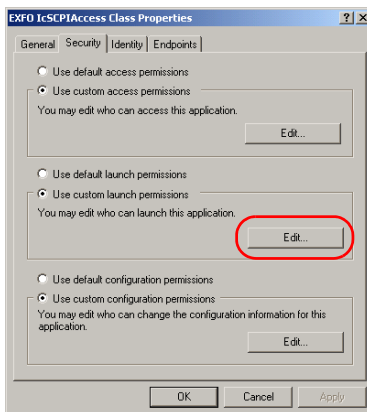 EXFO IcSCPIAccess Class Properties
General Security Identity Endpoints
Use default access permissions
Use custom access permissions
You may edit who can access this application.
Edit...
Use default launch permissions
Use custom launch permissions
You may edit who can launch this application.
Edit...
Use default configuration permissions
Use custom configuration permissions
You may edit who can change the configuration information for this
application.
Edit...
OK Cancel Apply